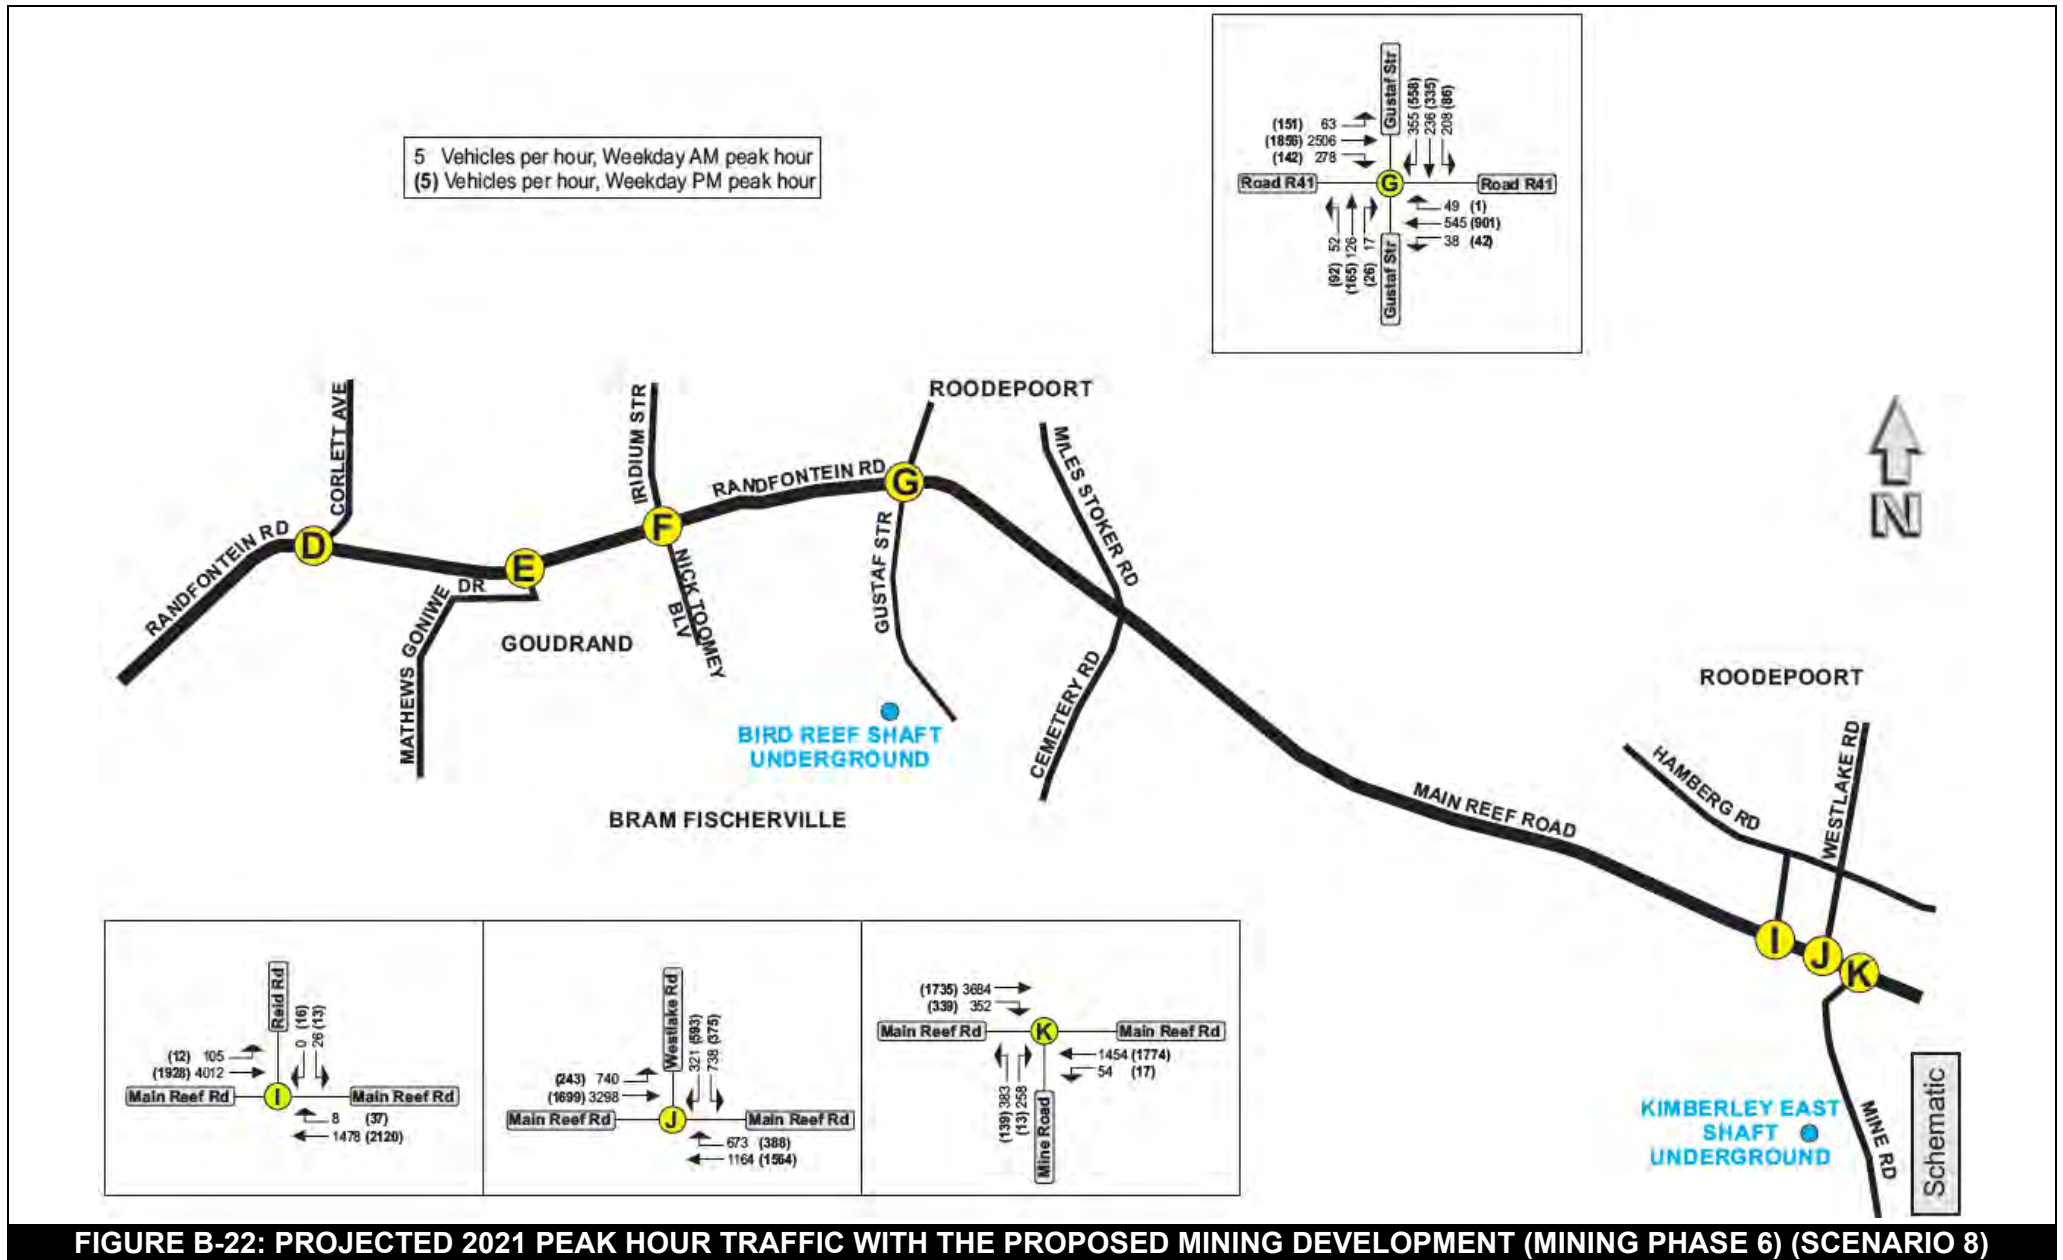 5 Vehicles per hour, Weekday AM peak hour
(5) Vehicles per hour, Weekday PM peak hour
Gustaf Str
355 (558)
236 (335)
208 (86)
(151) 63
(1856) 2506
(142) 278
Road R41
G
Road R41
49 (1)
545 (901)
38 (42)
(92) 52
(165) 126
(26) 17
Gustaf Str
ROODEPOORT
CORLETT AVE
IRIDIUM STR
MILES STOKER RD
RANDFONTEIN RD
G
N
RANDFONTEIN RD
D
E
F
NICK TOOMEY
BLV
GUSTAF STR
MATHEWS GONIWE DR
GOUDRAND
CEMETERY RD
BIRD REEF SHAFT
UNDERGROUND
BRAM FISCHERVILLE
ROODEPOORT
HAMBERG RD
WESTLAKE RD
MAIN REEF ROAD
I
J
K
MINE RD
KIMBERLEY EAST
SHAFT
UNDERGROUND
Schematic
Reid Rd
0 (16)
26 (13)
(12) 105
(1928) 4012
Main Reef Rd
I
Main Reef Rd
8 (37)
1478 (2120)
Westlake Rd
321 (593)
738 (375)
(243) 740
(1699) 3298
Main Reef Rd
J
Main Reef Rd
673 (388)
1164 (1564)
(1735) 3684
(339) 352
Main Reef Rd
K
Main Reef Rd
1454 (1774)
54 (17)
(139) 383
(13) 258
Mine Road
FIGURE B-22: PROJECTED 2021 PEAK HOUR TRAFFIC WITH THE PROPOSED MINING DEVELOPMENT (MINING PHASE 6) (SCENARIO 8)